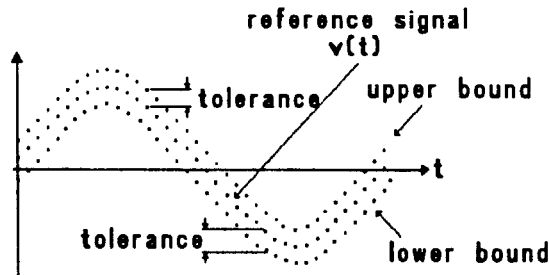 reference signal
v(t)
tolerance
upper bound
t
tolerance
lower bound